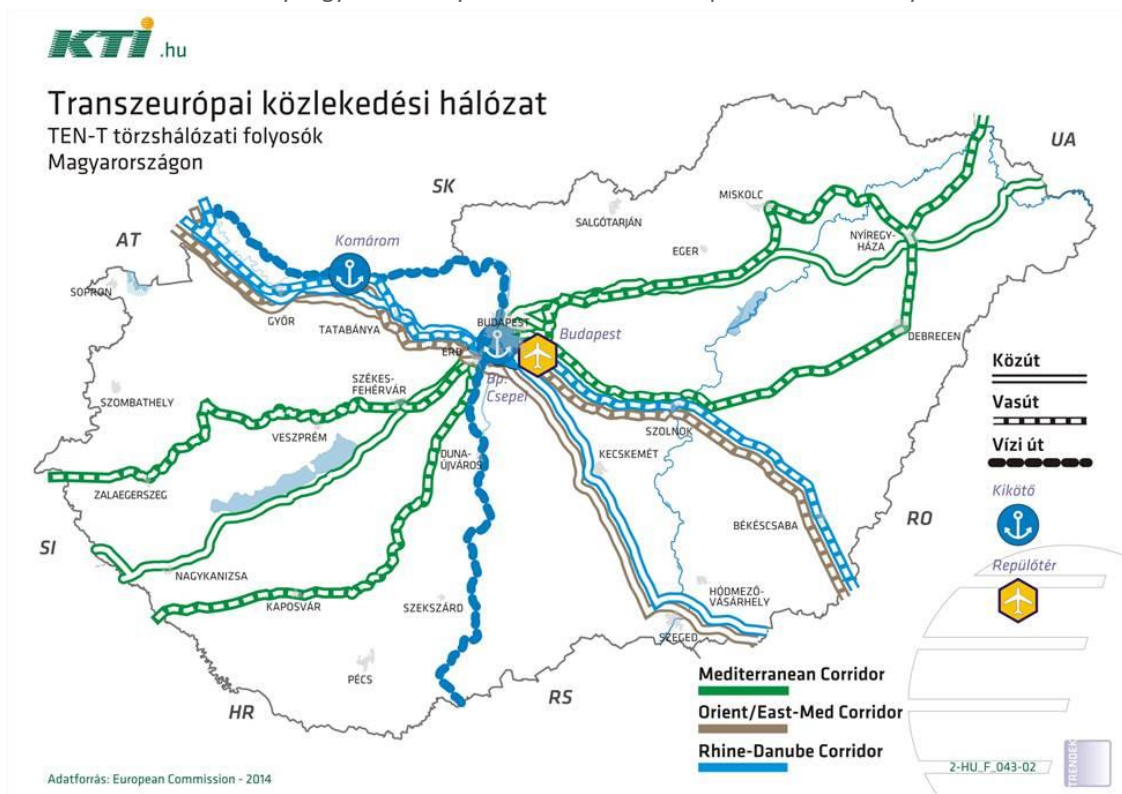 KTI .hu
Transzeurópai közlekedési hálózat
TEN-T törzshálózati folyosók
Magyarországon
UA
SK
AT
MISKOLC
SALGÓTARJÁN
NYÍREGY-
HÁZA
EGER
Komárom
SOPRON
GYŐR
TATABÁNYA
BUDAPEST
Budapest
DEBRECEN
ÉRD
Bp.
Csepel
SZÉKES-
FEHÉRVÁR
SZOMBATHELY
VESZPRÉM
SZOLNOK
DUNA-
ÚJVÁROS
KECSKEMÉT
ZALAEGERSZEG
BÉKÉSCSABA
RO
SI
NAGYKANIZSA
KAPOSVÁR
SZEKSZÁRD
HÓDMEZŐ-
VÁSÁRHELY
SZEGED
PÉCS
HR
RS
Közút
Vasút
Vízi út
Kikötő
Repülőtér
Mediterranean Corridor
Orient/East-Med Corridor
Rhine-Danube Corridor
2-HU_F_043-02
TRENDEK
Adatforrás: European Commission - 2014